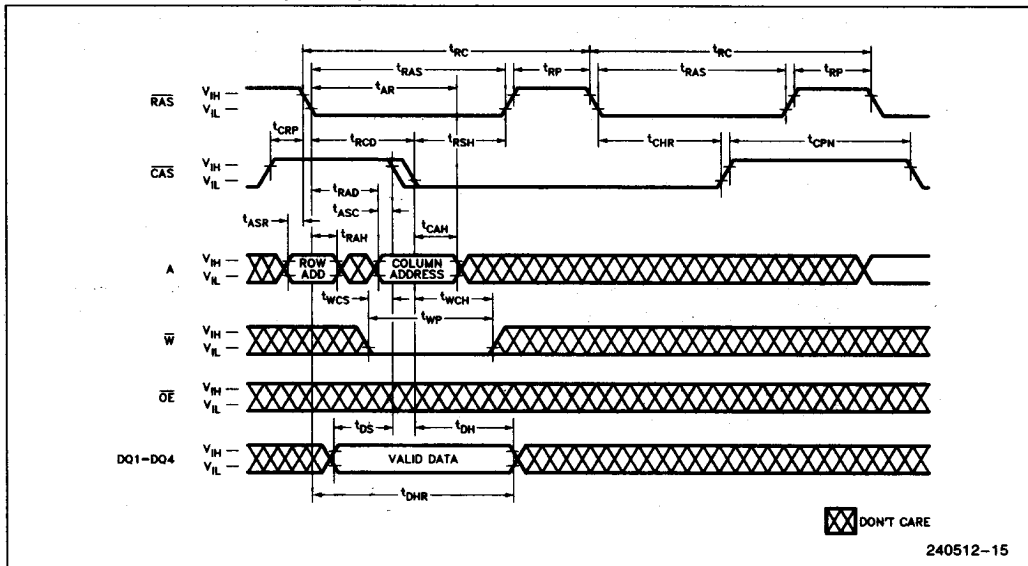 tRC tRC
tRAS tRP tRAS tRP
tAR
RAS VIH VIL
tCRP tRCD tRSH tCHR tCPN
CAS VIH VIL
tRAD
tASC
tASR tRAH tCAH
A VIH VIL ROW ADD COLUMN ADDRESS
tWCS tWCH
tWP
W VIH VIL
OE VIH VIL
tDS tDH
DQ1-DQ4 VIH VIL VALID DATA
tDHR
DON'T CARE
240512-15